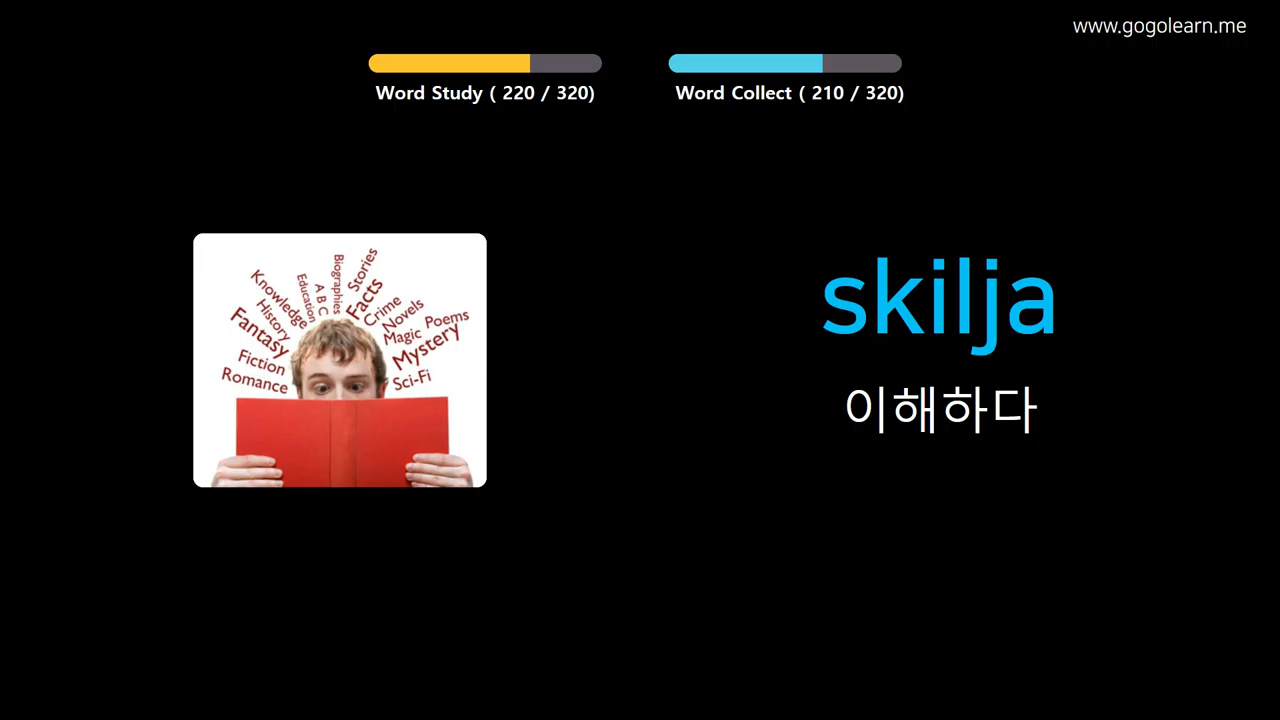 www.gogolearn.me
Word Study ( 220 / 320)
Word Collect ( 210 / 320)
Stories
Biographies
Facts
A B C
Education
Knowledge
Crime
History
Novels
Poems
Fantasy
Magic
Mystery
Fiction
Sci-Fi
Romance
skilja
이해하다